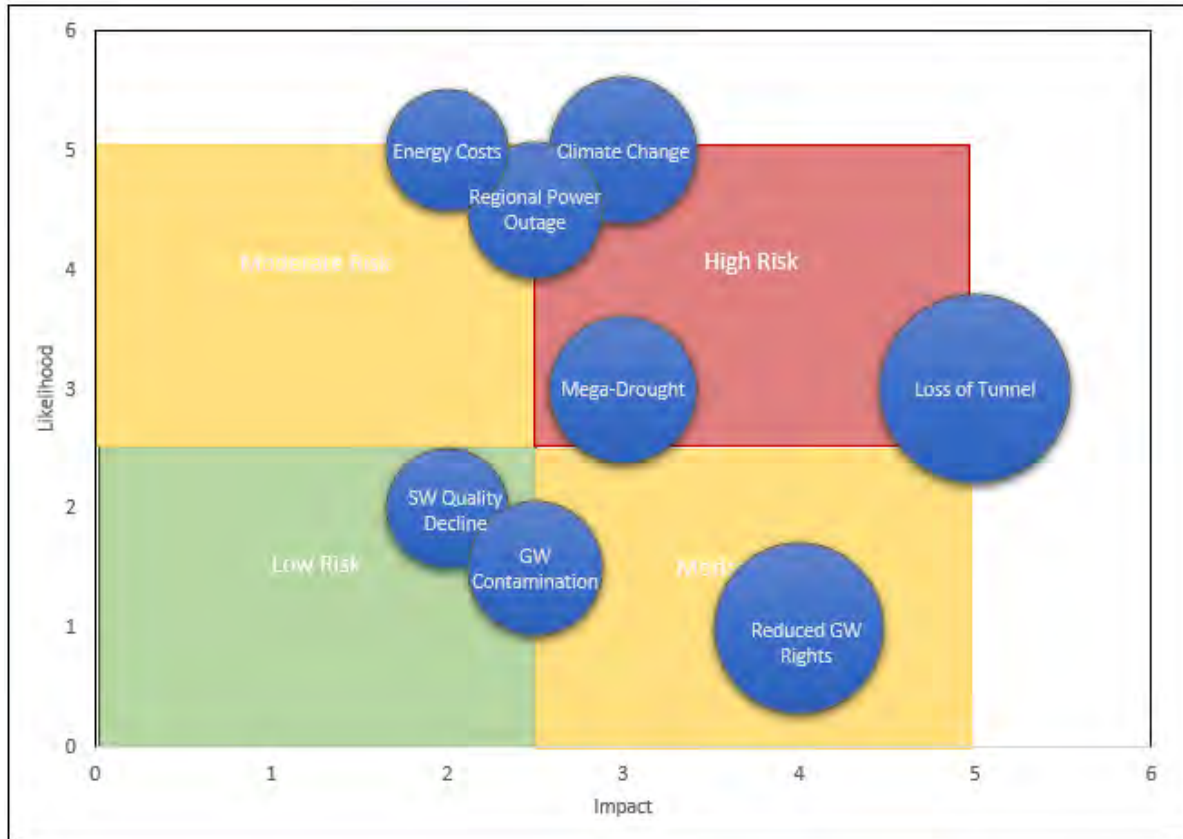 6
5
4
3
2
1
0
Likelihood
Energy Costs
Climate Change
Regional Power
Outage
High Risk
Mega-Drought
Loss of Tunnel
SW Quality
Decline
Low Risk
GW
Contamination
Reduced GW
Rights
0 1 2 3 4 5 6
Impact